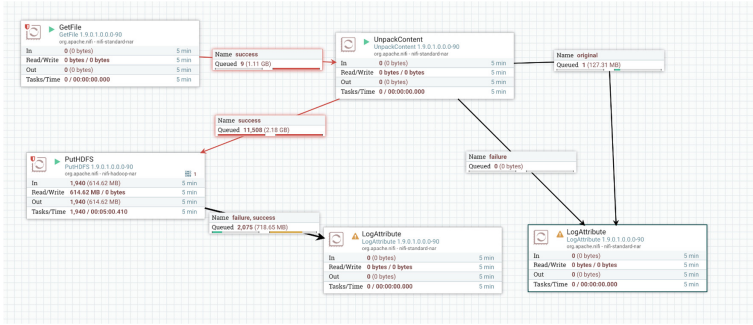 GetFile
GetFile 1.9.0.1.0.0.0-90
org.apache.nifi - nifi-standard-nar
In 0 (0 bytes) 5 min
Read/Write 0 bytes / 0 bytes 5 min
Out 0 (0 bytes) 5 min
Tasks/Time 0 / 00:00:00.000 5 min
Name success
Queued 9 (1.11 GB)
UnpackContent
UnpackContent 1.9.0.1.0.0.0-90
org.apache.nifi - nifi-standard-nar
In 0 (0 bytes) 5 min
Read/Write 0 bytes / 0 bytes 5 min
Out 0 (0 bytes) 5 min
Tasks/Time 0 / 00:00:00.000 5 min
Name original
Queued 1 (127.31 MB)
Name success
Queued 11,508 (2.18 GB)
Name failure
Queued 0 (0 bytes)
PutHDFS
PutHDFS 1.9.0.1.0.0.0-90
org.apache.nifi - nifi-hadoop-nar 1
In 1,940 (614.62 MB) 5 min
Read/Write 614.62 MB / 0 bytes 5 min
Out 1,940 (614.62 MB) 5 min
Tasks/Time 1,940 / 00:05:00.410 5 min
Name failure, success
Queued 2,075 (718.65 MB)
LogAttribute
LogAttribute 1.9.0.1.0.0.0-90
org.apache.nifi - nifi-standard-nar
In 0 (0 bytes) 5 min
Read/Write 0 bytes / 0 bytes 5 min
Out 0 (0 bytes) 5 min
Tasks/Time 0 / 00:00:00.000 5 min
LogAttribute
LogAttribute 1.9.0.1.0.0.0-90
org.apache.nifi - nifi-standard-nar
In 0 (0 bytes) 5 min
Read/Write 0 bytes / 0 bytes 5 min
Out 0 (0 bytes) 5 min
Tasks/Time 0 / 00:00:00.000 5 min